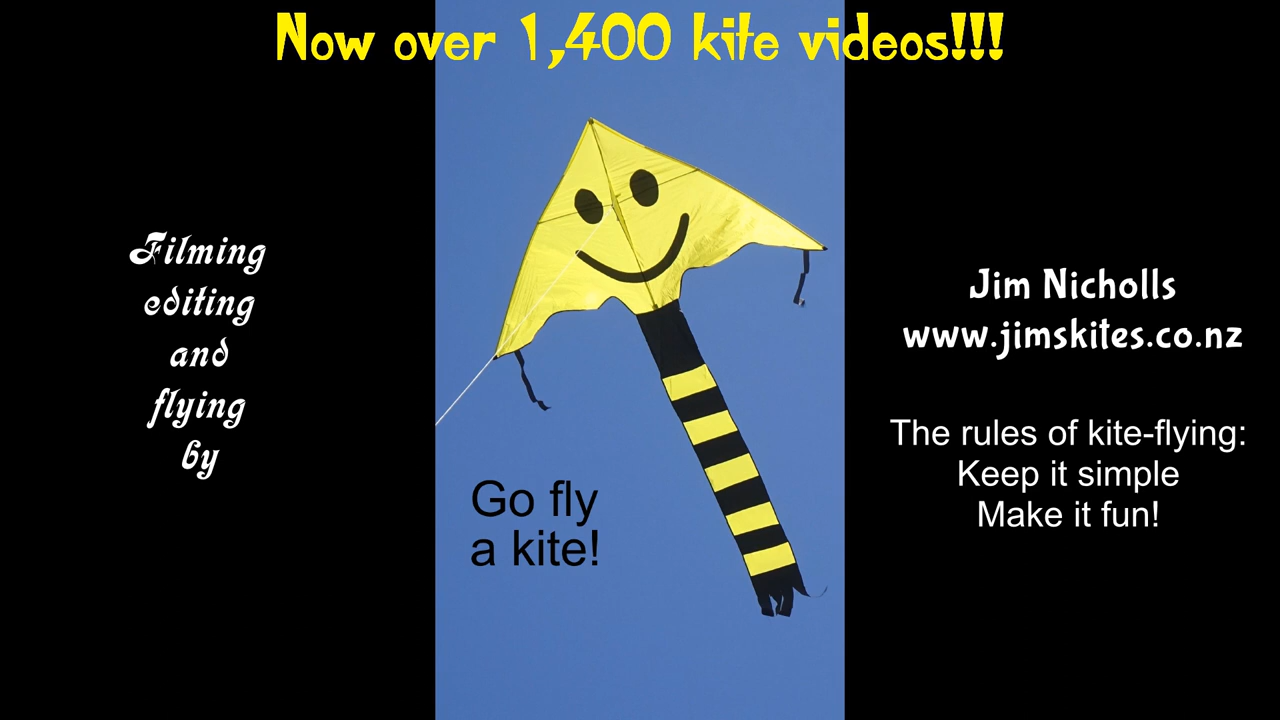 Now over 1,400 kite videos!!!
Filming
editing
and
flying
by
Jim Nicholls
www.jimskites.co.nz
The rules of kite-flying:
Keep it simple
Make it fun!
Go fly
a kite!